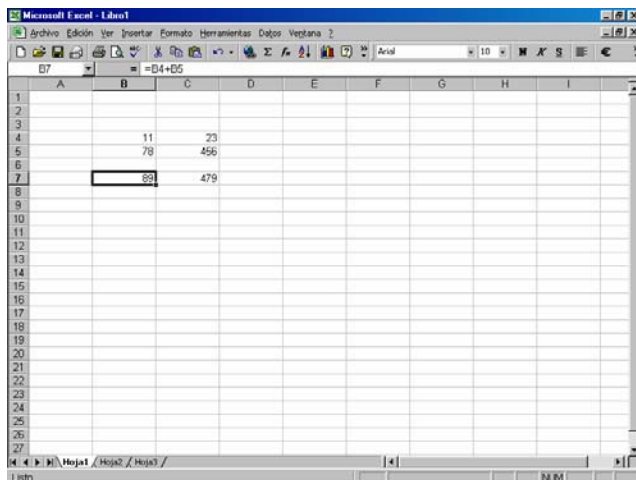 Microsoft Excel - Libro1
Archivo Edición Ver Insertar Formato Herramientas Datos Ventana ?
Arial 10 N K S €
B7 = =B4+B5
A B C D E F G H I
1
2
3
4 11 23
5 78 456
6
7 89 479
8
9
10
11
12
13
14
15
16
17
18
19
20
21
22
23
24
25
26
27
Hoja1 Hoja2 Hoja3
Listo NUM